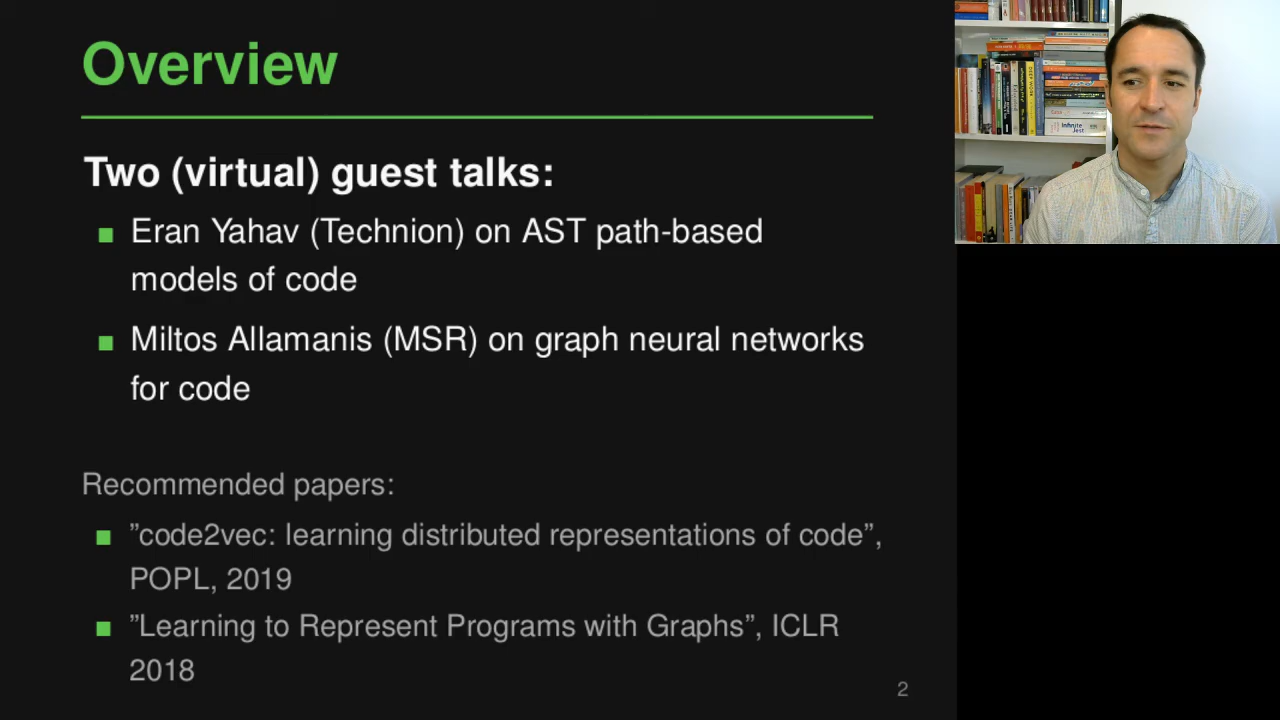 Overview
Two (virtual) guest talks:
Eran Yahav (Technion) on AST path-based
models of code
Miltos Allamanis (MSR) on graph neural networks
for code
Recommended papers:
”code2vec: learning distributed representations of code”,
POPL, 2019
”Learning to Represent Programs with Graphs”, ICLR
2018
2
Infinite
Jest